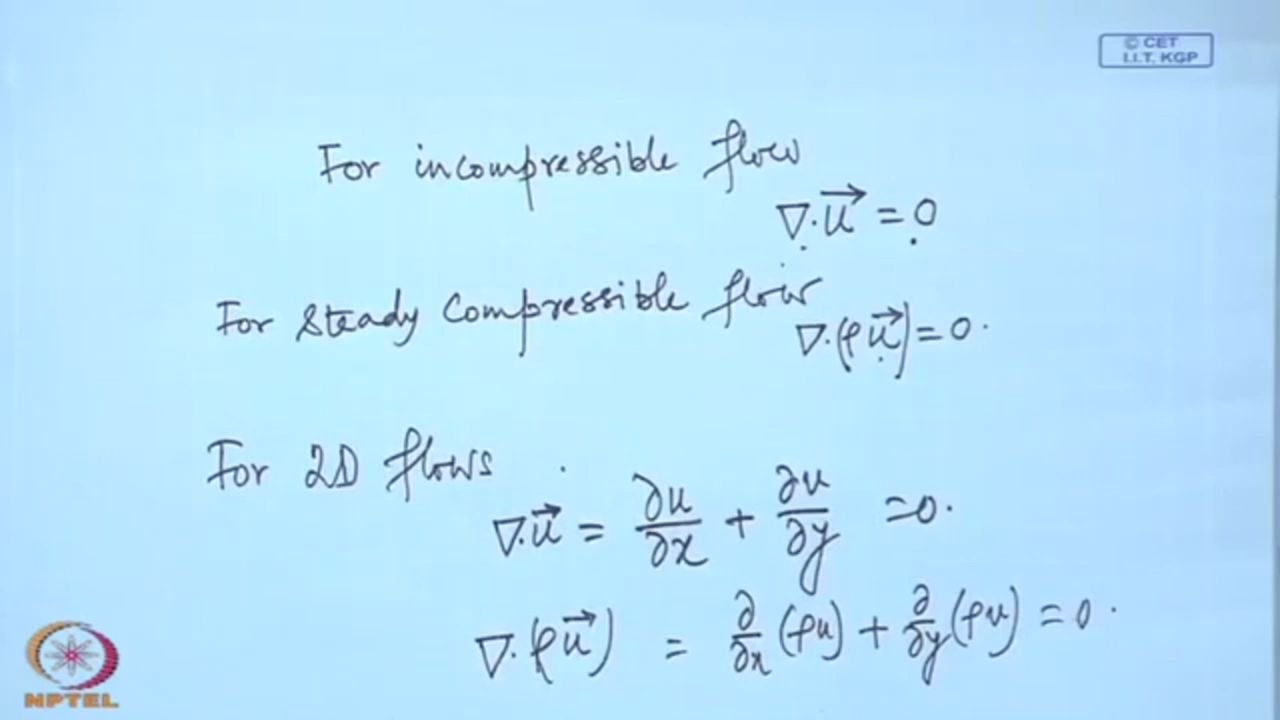 © CET
I.I.T. KGP
For incompressible flow
∇·u⃗ = 0
For steady compressible flow
∇·(ρu⃗) = 0.
For 2D flows
∇·u⃗ = ∂u/∂x + ∂v/∂y = 0.
∇·(ρu⃗) = ∂/∂x (ρu) + ∂/∂y (ρv) = 0.
NPTEL